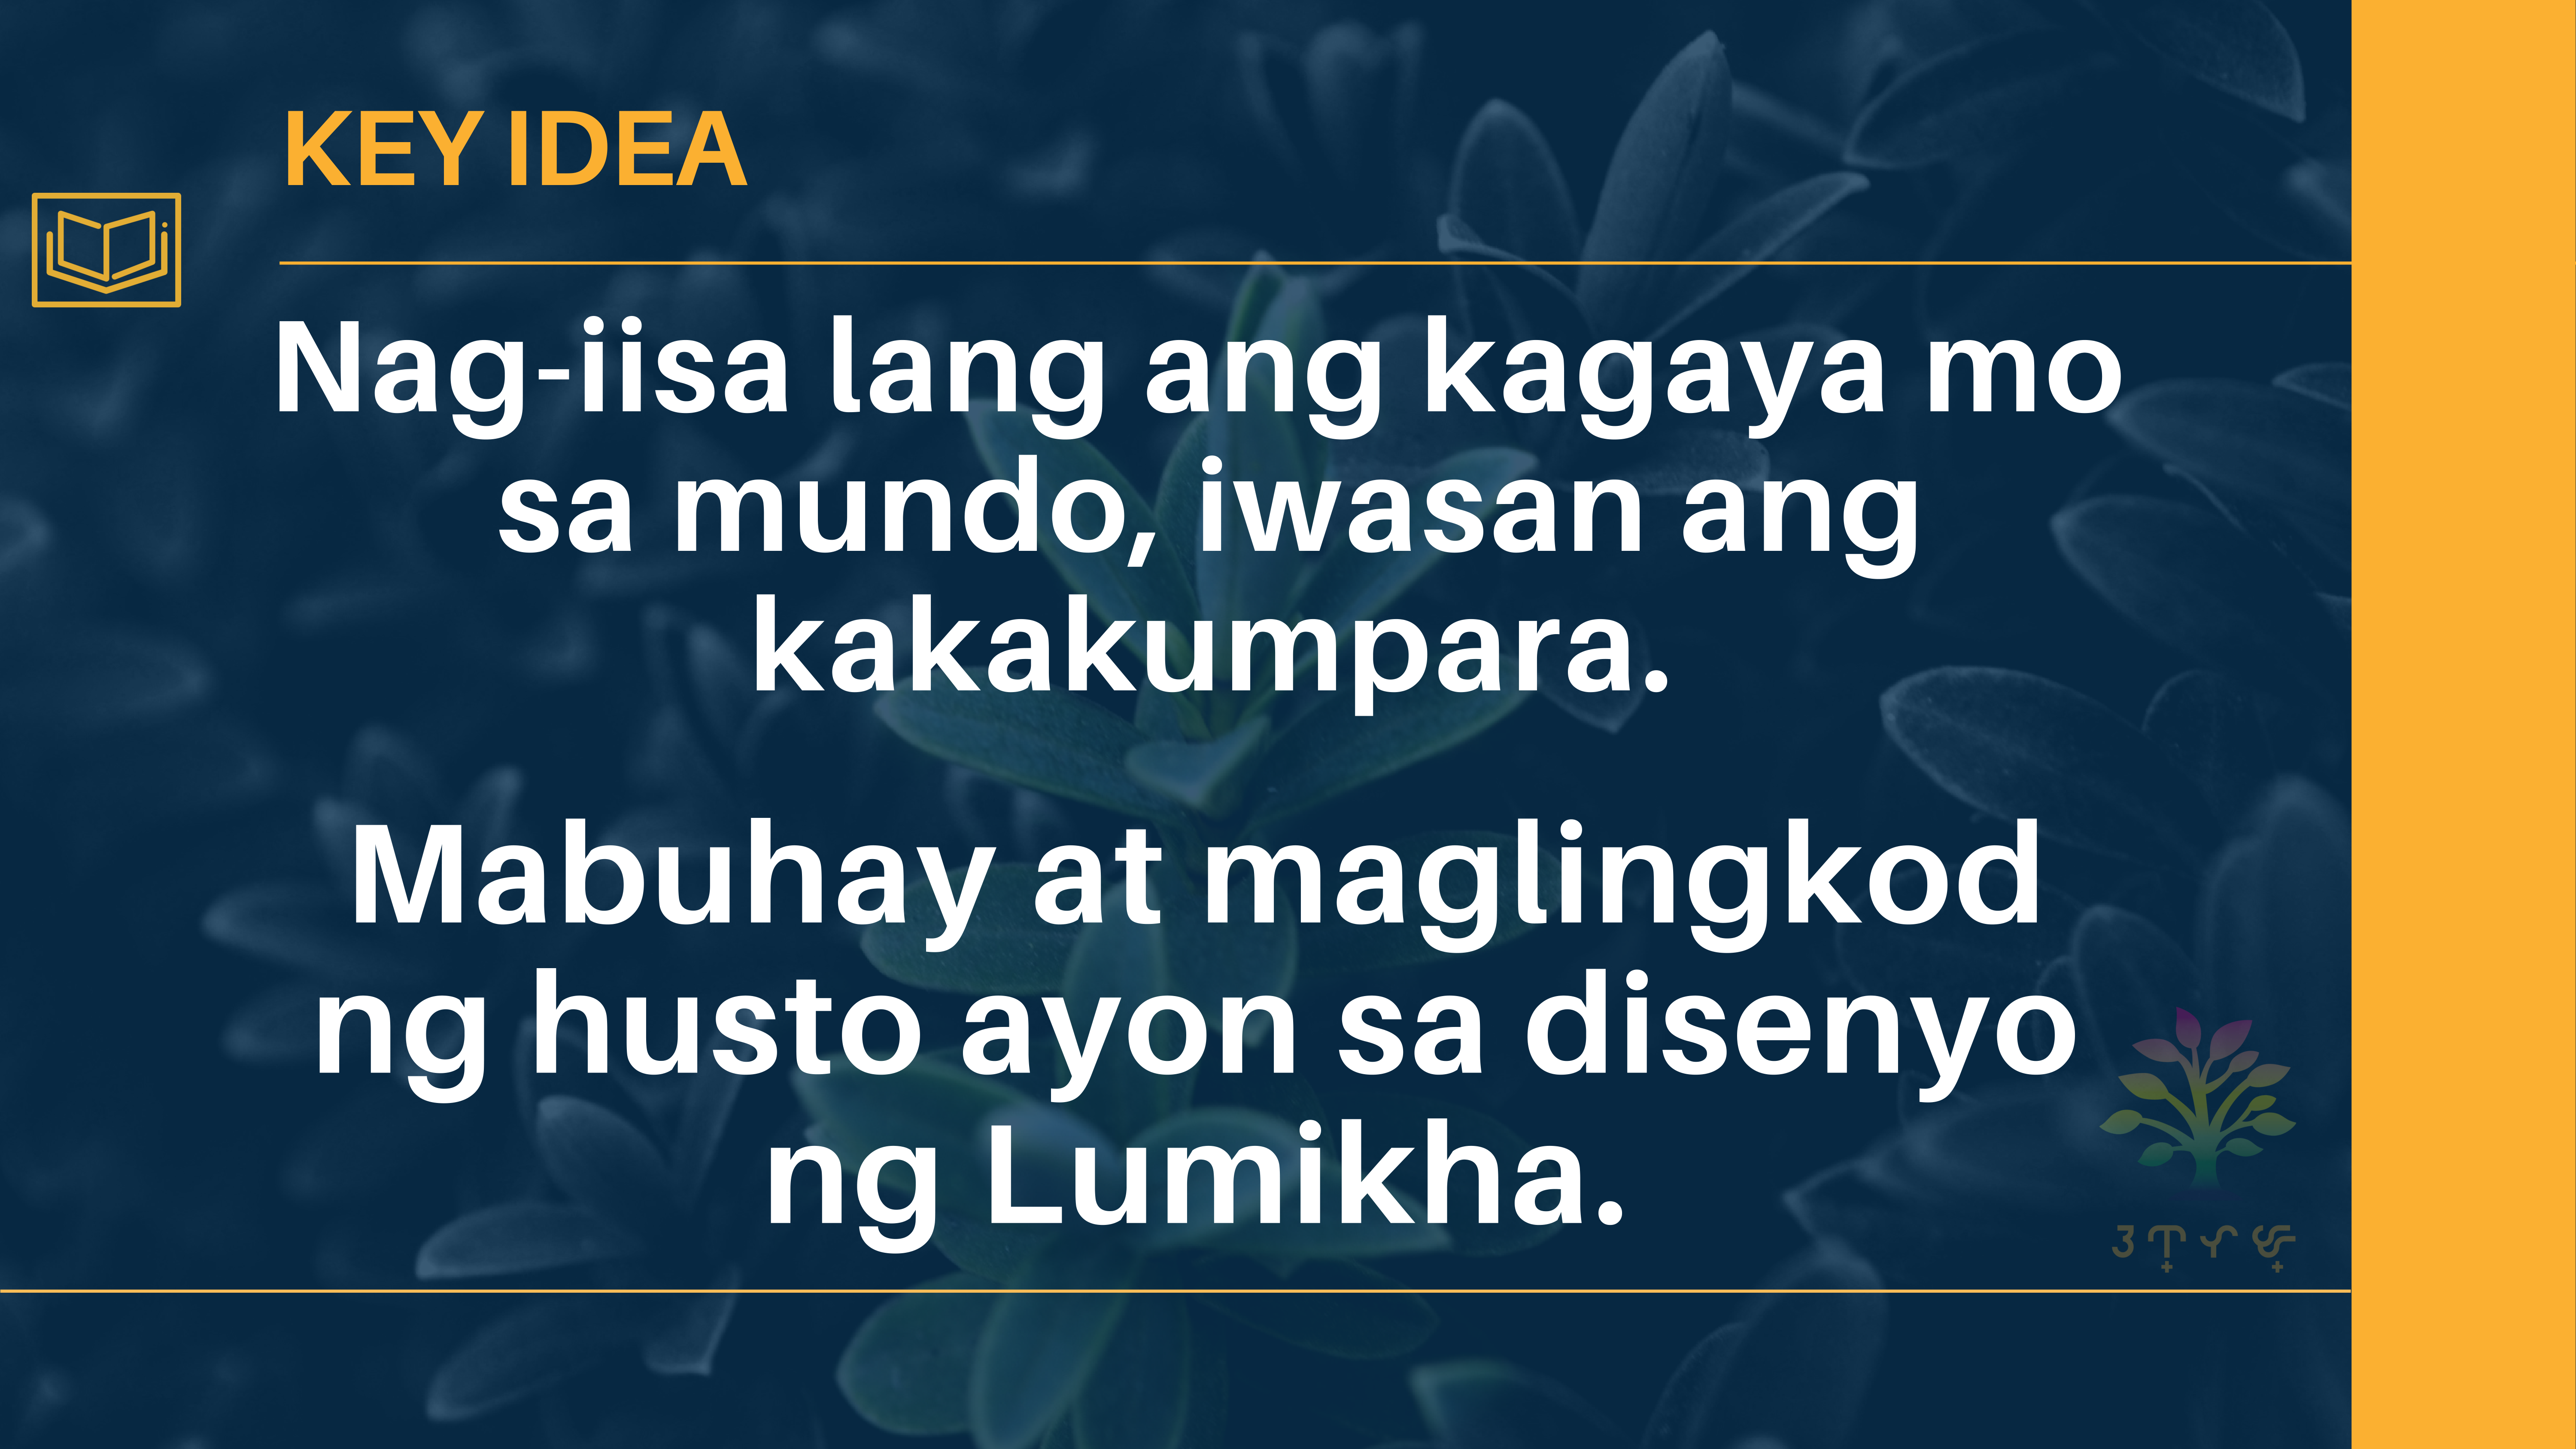 KEY IDEA
Nag-iisa lang ang kagaya mo
sa mundo, iwasan ang
kakakumpara.
Mabuhay at maglingkod
ng husto ayon sa disenyo
ng Lumikha.